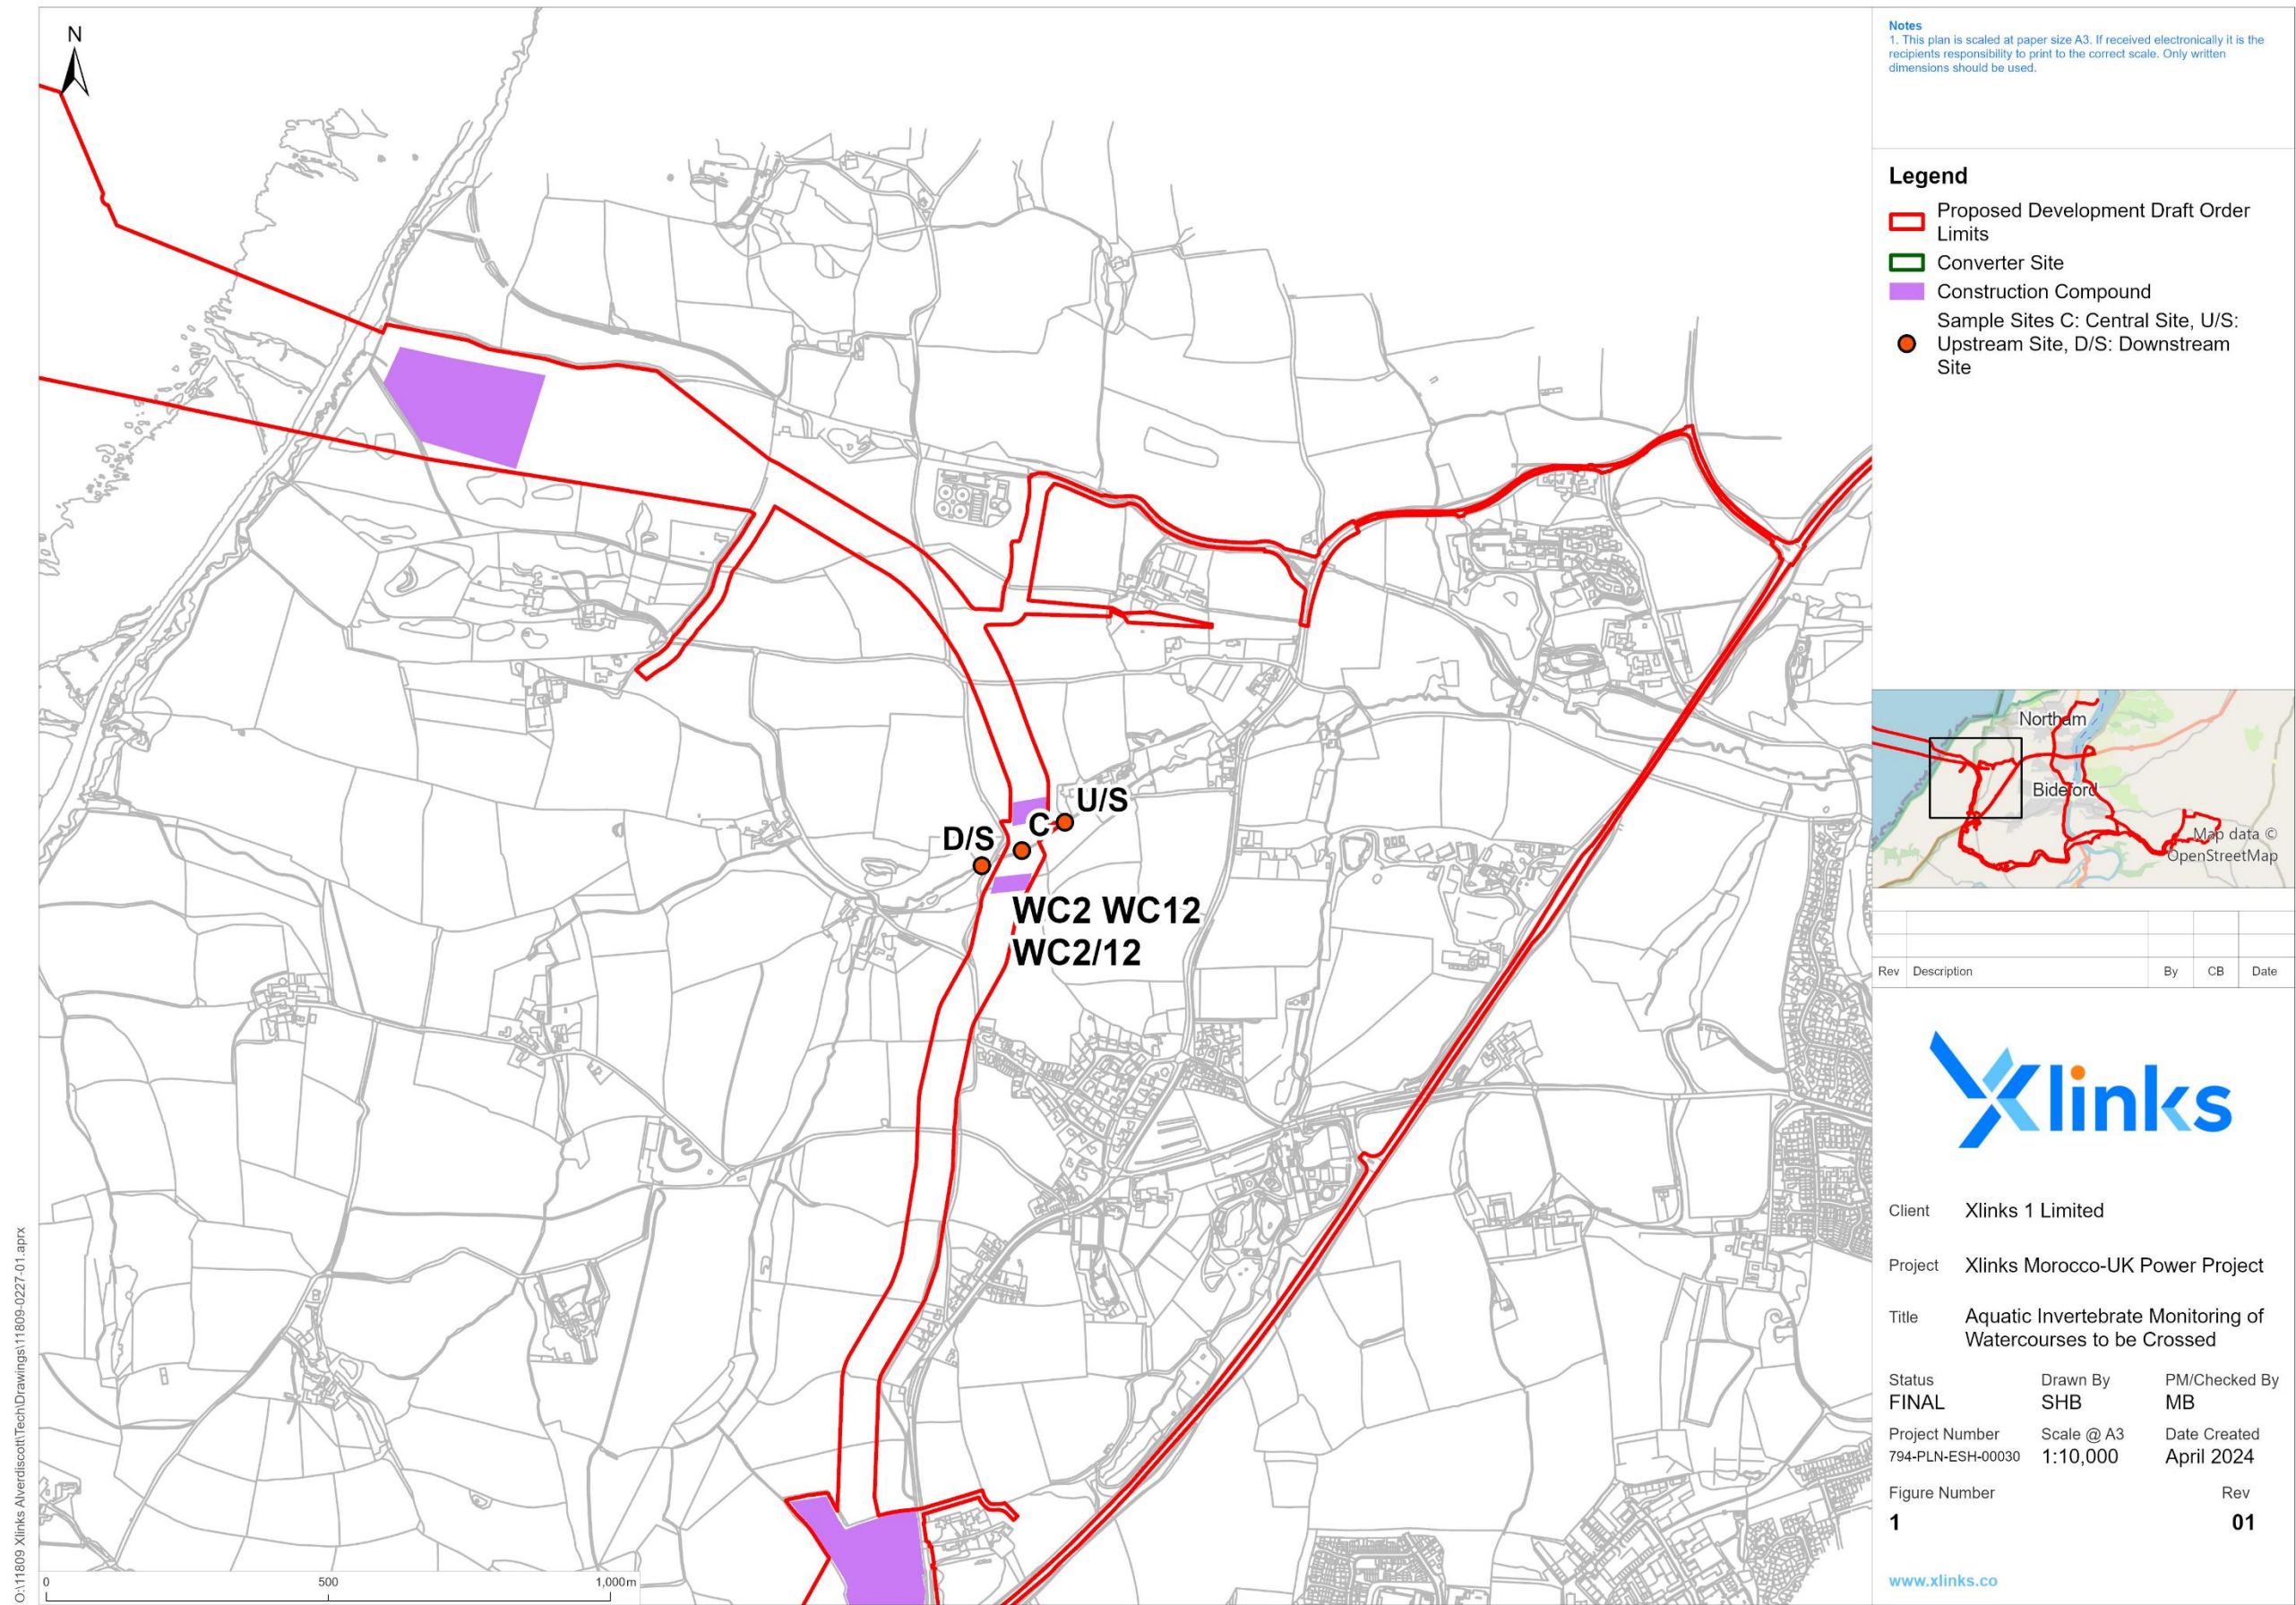 N
U/S
C
D/S
WC2 WC12
WC2/12
0 500 1,000m
O:\11809 Xlinks Alverdiscott\Tech\Drawings\11809-0227-01.aprx
Notes
1. This plan is scaled at paper size A3. If received electronically it is the
recipients responsibility to print to the correct scale. Only written
dimensions should be used.
Legend
Proposed Development Draft Order
Limits
Converter Site
Construction Compound
Sample Sites C: Central Site, U/S:
Upstream Site, D/S: Downstream
Site
Northam
Bideford
Map data ©
OpenStreetMap
Rev Description By CB Date
Xlinks
Client Xlinks 1 Limited
Project Xlinks Morocco-UK Power Project
Title Aquatic Invertebrate Monitoring of
Watercourses to be Crossed
Status Drawn By PM/Checked By
FINAL SHB MB
Project Number Scale @ A3 Date Created
794-PLN-ESH-00030 1:10,000 April 2024
Figure Number Rev
1 01
www.xlinks.co